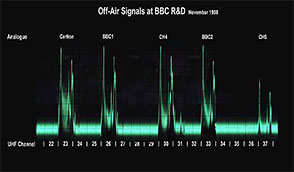 Off-Air Signals at BBC R&D November 1998
Analogue Carlton BBC1 CH4 BBC2 CH5
UHF Channel | 22 | 23 | 24 | 25 | 26 | 27 | 28 | 29 | 30 | 31 | 32 | 33 | 34 | 35 | 36 | 37 |